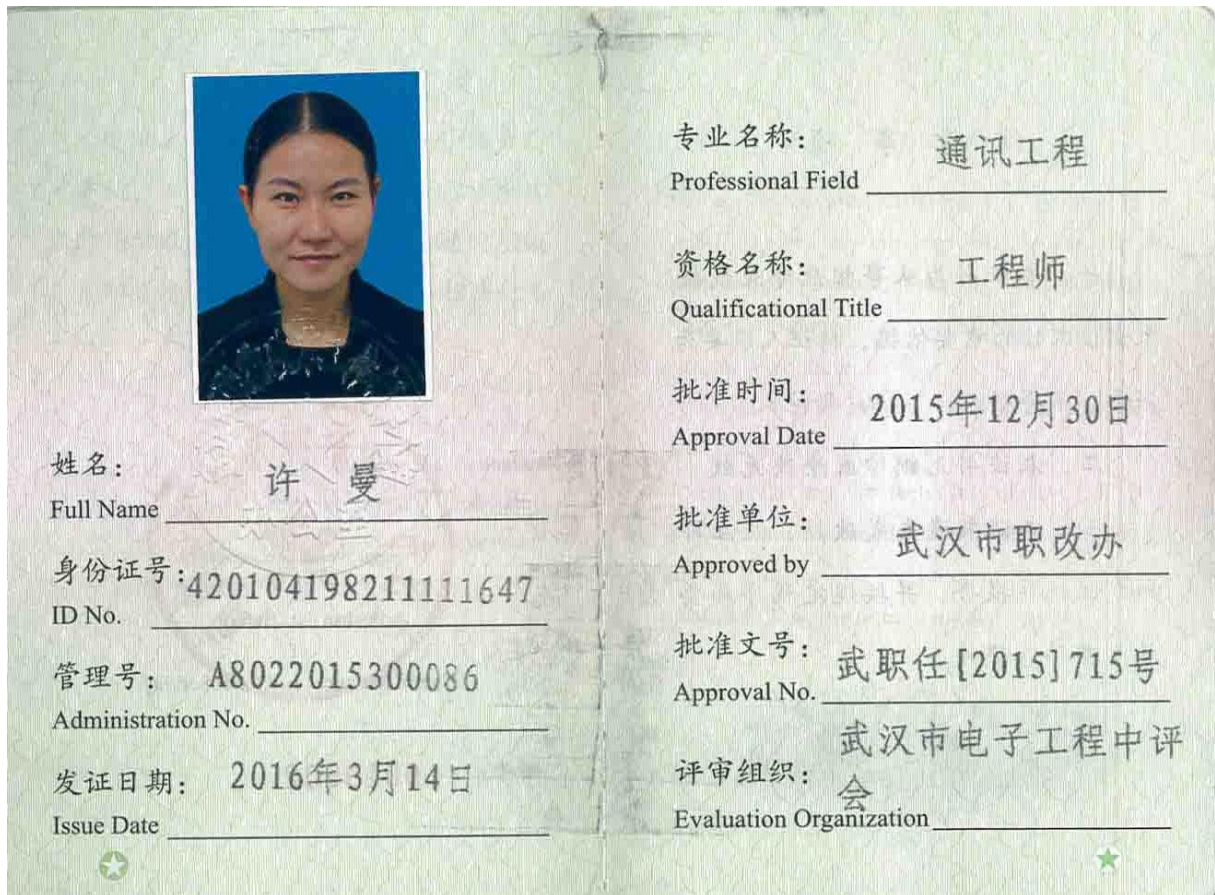 姓名：
许 曼
Full Name
身份证号：420104198211111647
ID No.
管理号： A8022015300086
Administration No.
发证日期： 2016年3月14日
Issue Date
专业名称： 通讯工程
Professional Field
资格名称： 工程师
Qualificational Title
批准时间： 2015年12月30日
Approval Date
批准单位： 武汉市职改办
Approved by
批准文号： 武职任[2015]715号
Approval No.
武汉市电子工程中评
评审组织： 会
Evaluation Organization